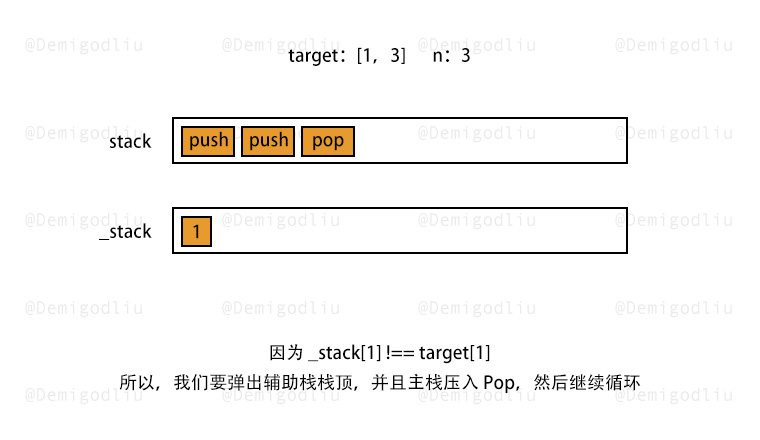 @Demigodliu @Demigodliu @Demigodliu @Demigodliu
target：[1，3] n：3
@Demigodliu @Demigodliu @Demigodliu @Demigodliu
stack push push pop
@Demigodliu @Demigodliu @Demigodliu @Demigodliu
_stack 1
@Demigodliu @Demigodliu @Demigodliu @Demigodliu
因为 _stack[1] !== target[1]
所以，我们要弹出辅助栈栈顶，并且主栈压入 Pop，然后继续循环
@Demigodliu @Demigodliu @Demigodliu @Demigodliu